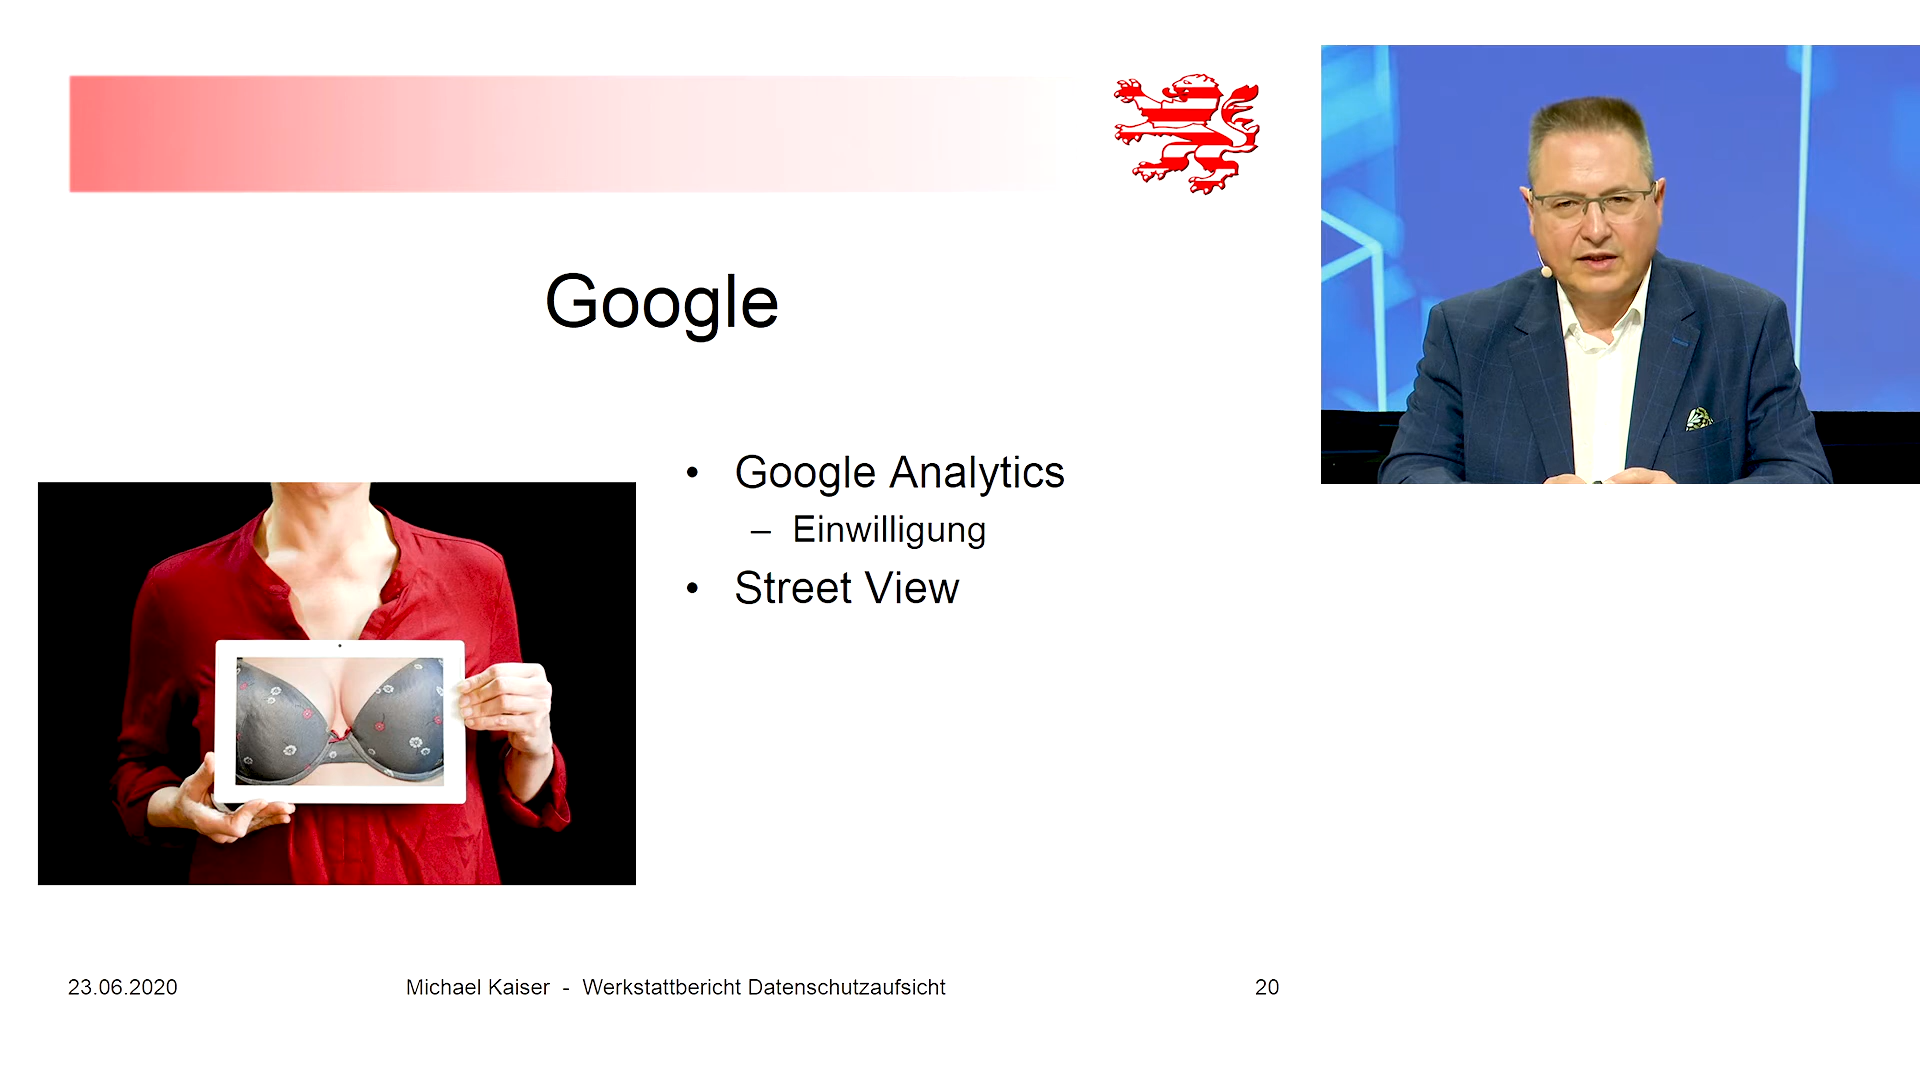 Google
• Google Analytics
– Einwilligung
• Street View
23.06.2020
Michael Kaiser - Werkstattbericht Datenschutzaufsicht
20